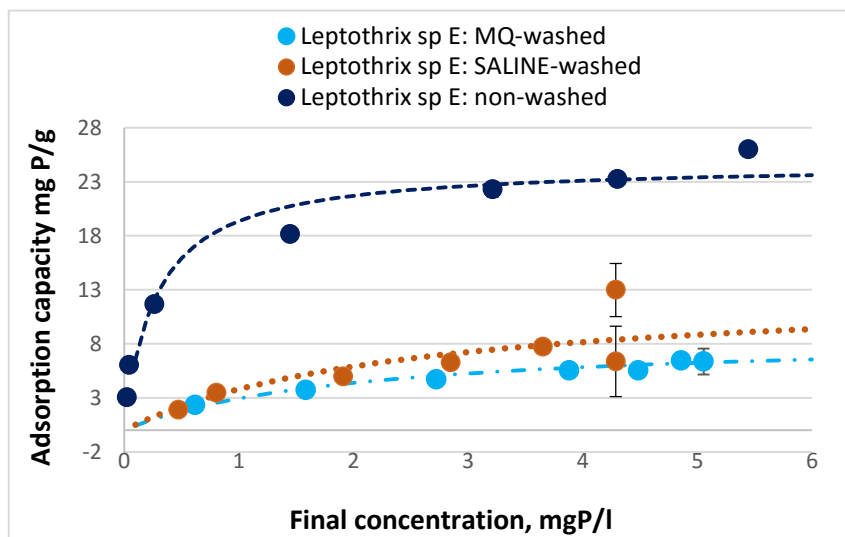 Leptothrix sp E: MQ-washed
Leptothrix sp E: SALINE-washed
Leptothrix sp E: non-washed
Adsorption capacity mg P/g
28
23
18
13
8
3
-2
0 1 2 3 4 5 6
Final concentration, mgP/l